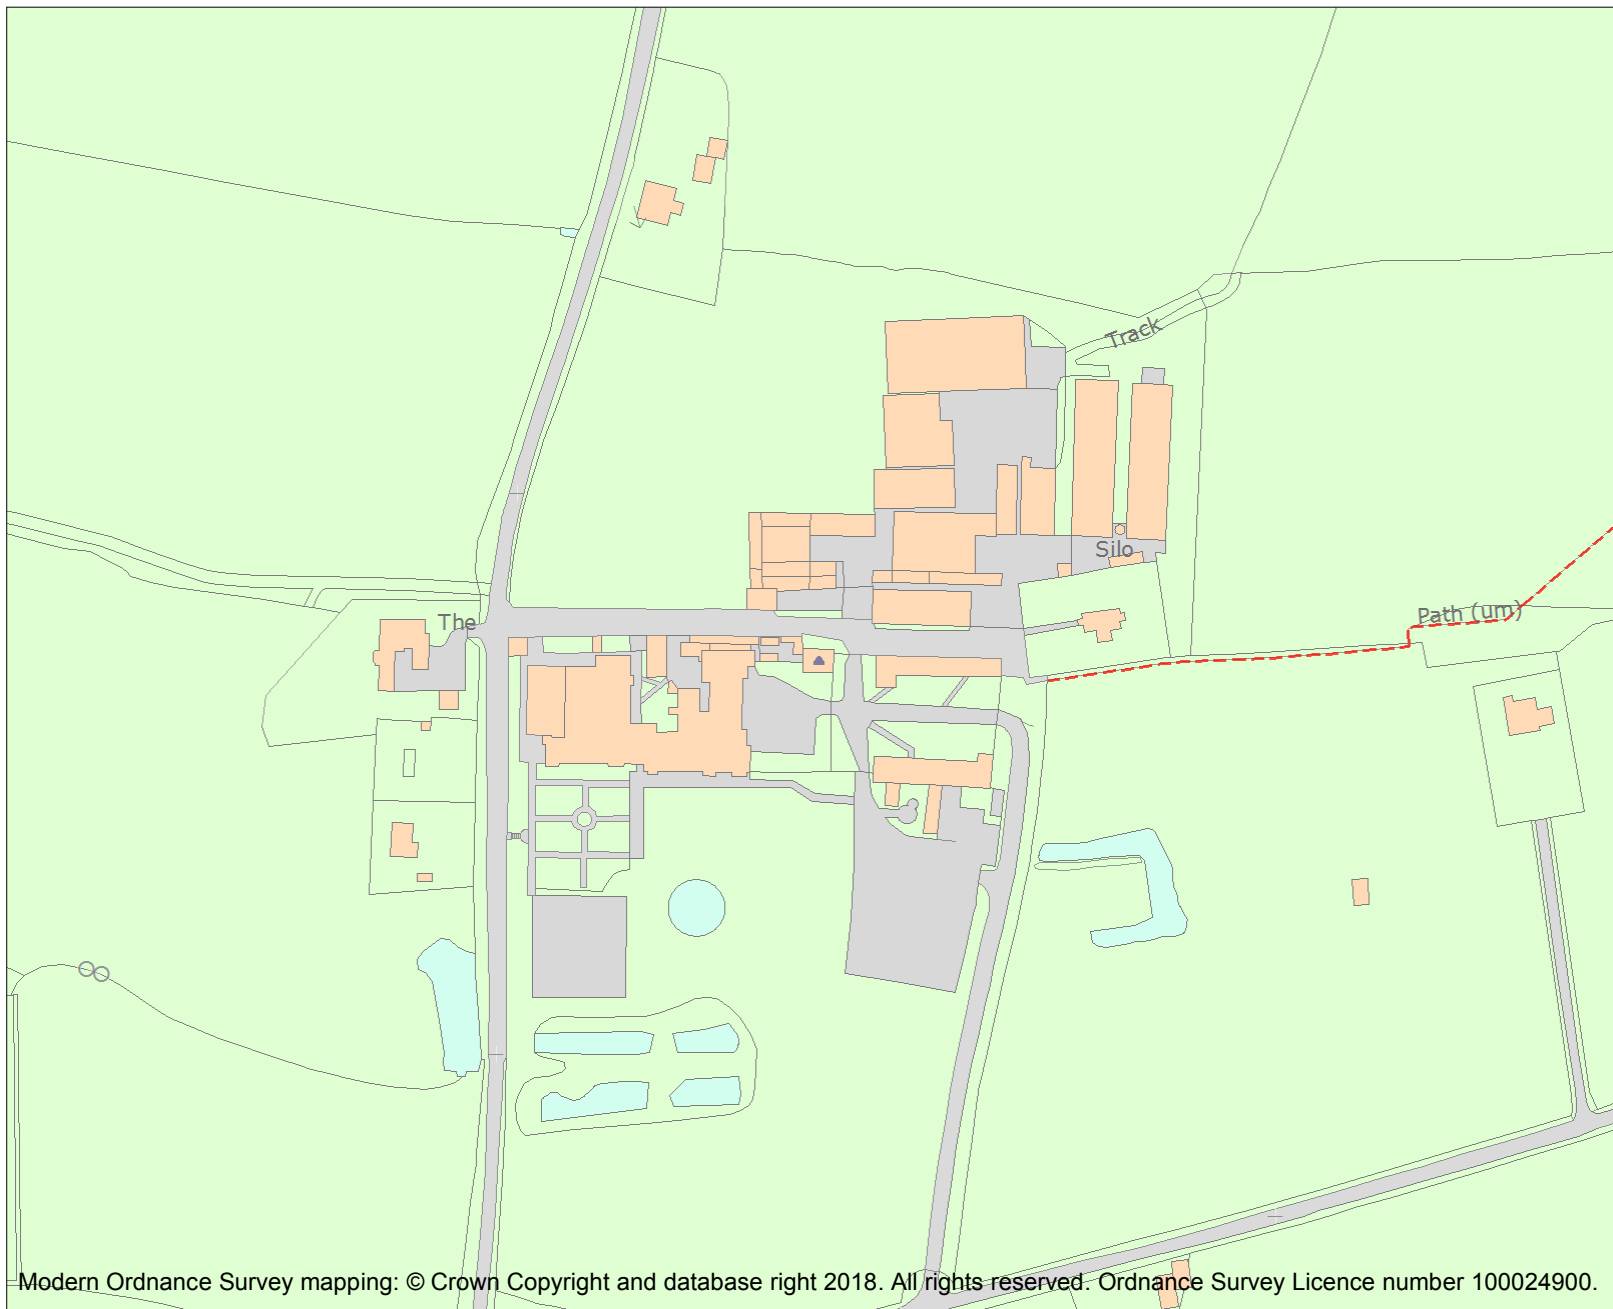 Track
Silo
Path (um)
The
Modern Ordnance Survey mapping: © Crown Copyright and database right 2018. All rights reserved. Ordnance Survey Licence number 100024900.